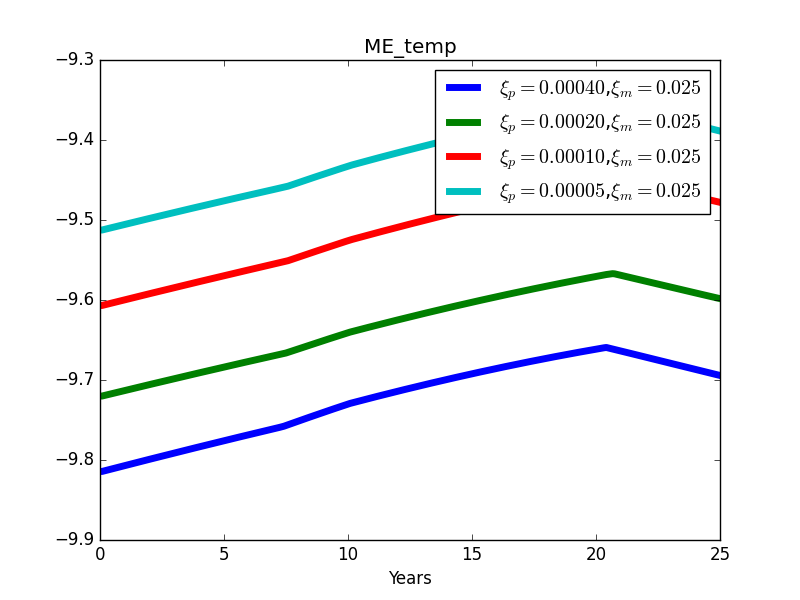 ME_temp
−9.3
−9.4
−9.5
−9.6
−9.7
−9.8
−9.9
ξp = 0.00040,ξm = 0.025
ξp = 0.00020,ξm = 0.025
ξp = 0.00010,ξm = 0.025
ξp = 0.00005,ξm = 0.025
0 5 10 15 20 25
Years